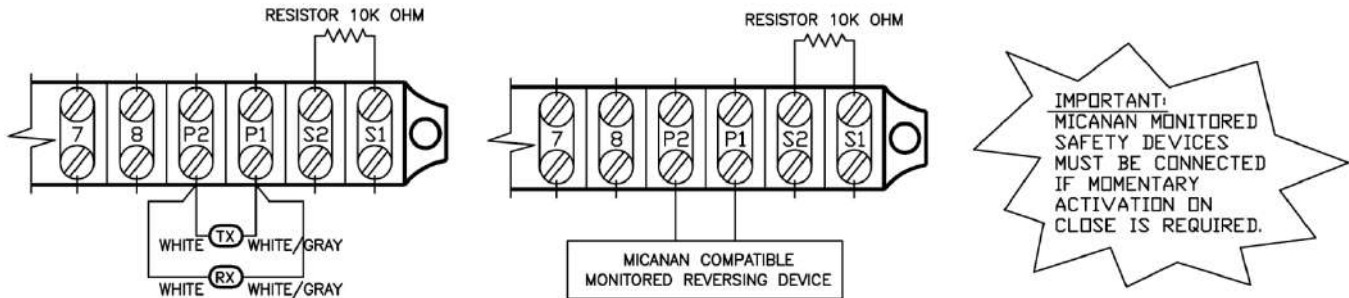 RESISTOR 10K OHM
7 8 P2 P1 S2 S1
WHITE TX WHITE/GRAY
WHITE RX WHITE/GRAY
RESISTOR 10K OHM
7 8 P2 P1 S2 S1
MICANAN COMPATIBLE
MONITORED REVERSING DEVICE
IMPORTANT:
MICANAN MONITORED
SAFETY DEVICES
MUST BE CONNECTED
IF MOMENTARY
ACTIVATION ON
CLOSE IS REQUIRED.